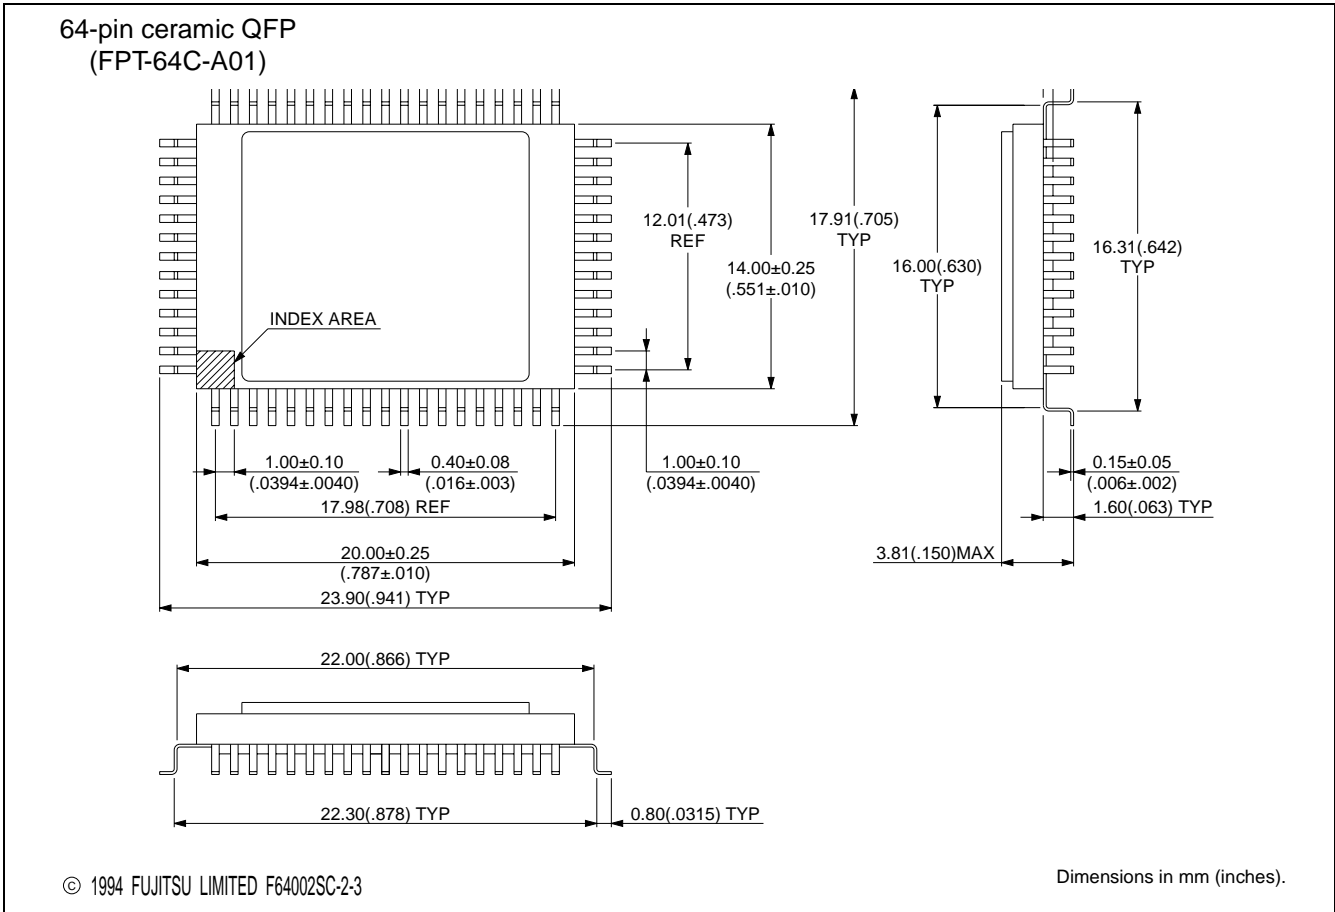 64-pin ceramic QFP
(FPT-64C-A01)
INDEX AREA
12.01(.473)
REF
14.00±0.25
(.551±.010)
17.91(.705)
TYP
16.00(.630)
TYP
16.31(.642)
TYP
1.00±0.10
(.0394±.0040)
0.40±0.08
(.016±.003)
1.00±0.10
(.0394±.0040)
17.98(.708) REF
20.00±0.25
(.787±.010)
23.90(.941) TYP
0.15±0.05
(.006±.002)
1.60(.063) TYP
3.81(.150)MAX
22.00(.866) TYP
22.30(.878) TYP
0.80(.0315) TYP
© 1994 FUJITSU LIMITED F64002SC-2-3
Dimensions in mm (inches).